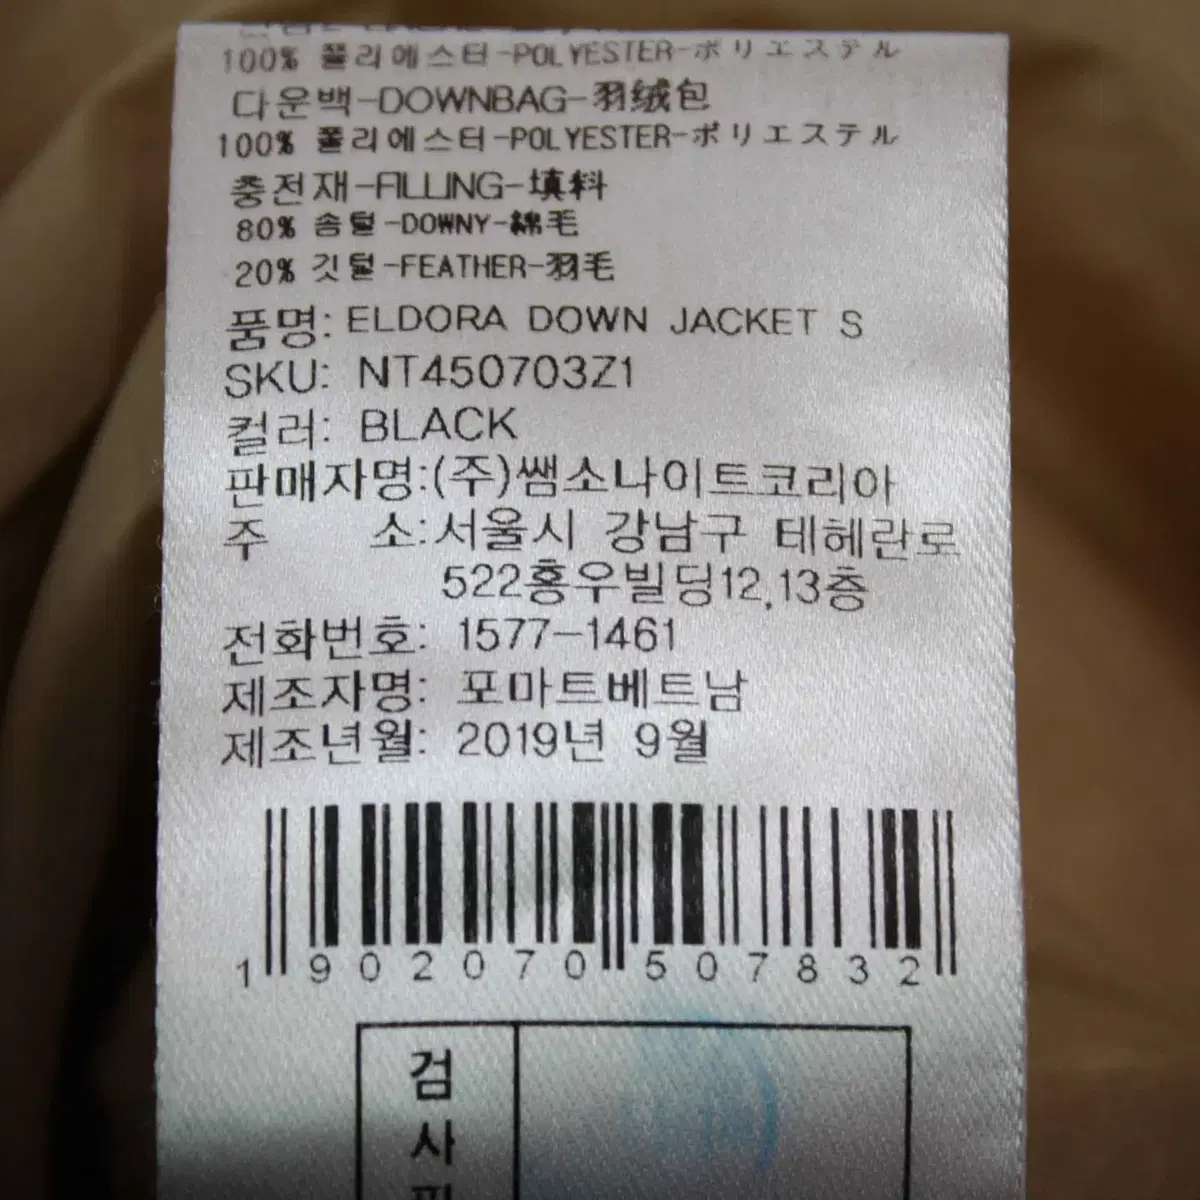 100% 폴리에스터-POLYESTER-ポリエステル
다운백-DOWNBAG-羽绒包
100% 폴리에스터-POLYESTER-ポリエステル
충전재-FILLING-填料
80% 솜털-DOWNY-綿毛
20% 깃털-FEATHER-羽毛
품명: ELDORA DOWN JACKET S
SKU: NT450703Z1
컬러: BLACK
판매자명:(주)쌤소나이트코리아
주 소:서울시 강남구 테헤란로
522홍우빌딩12,13층
전화번호: 1577-1461
제조자명: 포마트베트남
제조년월: 2019년 9월
1 902070 507832
검
사